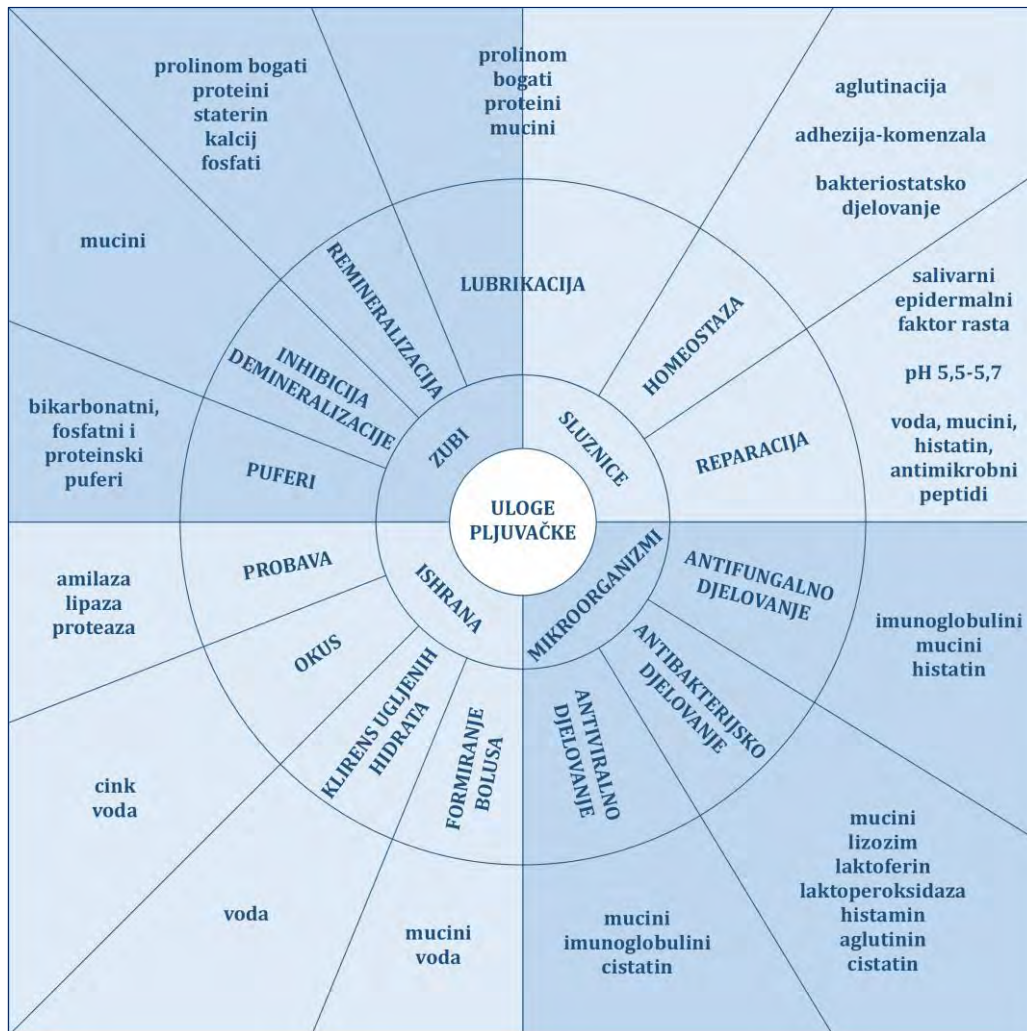 prolinom bogati
proteini
staterin
kalcij
fosfati
prolinom
bogati
proteini
mucini
aglutinacija
adhezija-komenzala
bakteriostatsko
djelovanje
mucini
REMINERALIZACIJA
LUBRIKACIJA
HOMEOSTAZA
salivarni
epidermalni
faktor rasta
pH 5,5-5,7
voda, mucini,
histatin,
antimikrobni
peptidi
INHIBICIJA
DEMINERALIZACIJE
bikarbonatni,
fosfatni i
proteinski
puferi
PUFERI
ZUBI
SLUZNICE
REPARACIJA
ULOGE
PLJUVAČKE
amilaza
lipaza
proteaza
PROBAVA
ISHRANA
MIKROORGANIZMI
ANTIFUNGALNO
DJELOVANJE
imunoglobulini
mucini
histatin
OKUS
KLIRENS UGLJENIH
HIDRATA
FORMIRANJE
BOLUSA
ANTIVIRALNO
DJELOVANJE
ANTIBAKTERIJSKO
DJELOVANJE
cink
voda
voda
mucini
voda
mucini
imunoglobulini
cistatin
mucini
lizozim
laktoferin
laktoperoksidaza
histamin
aglutinin
cistatin